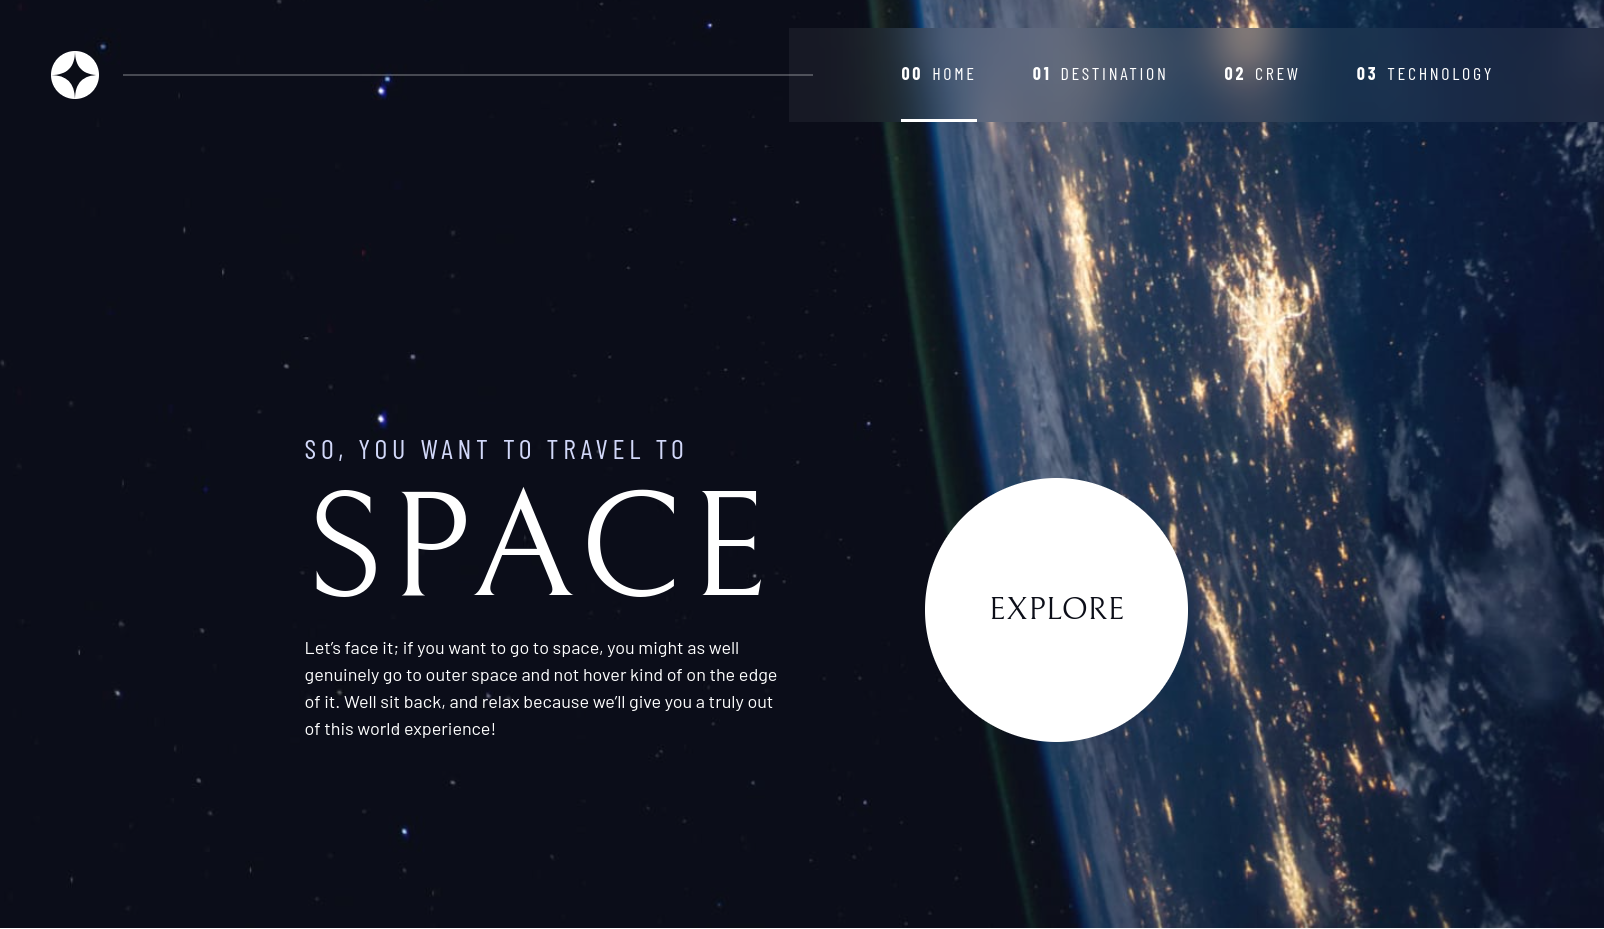 00 HOME 01 DESTINATION 02 CREW 03 TECHNOLOGY
SO, YOU WANT TO TRAVEL TO
SPACE
Let’s face it; if you want to go to space, you might as well
genuinely go to outer space and not hover kind of on the edge
of it. Well sit back, and relax because we’ll give you a truly out
of this world experience!
EXPLORE